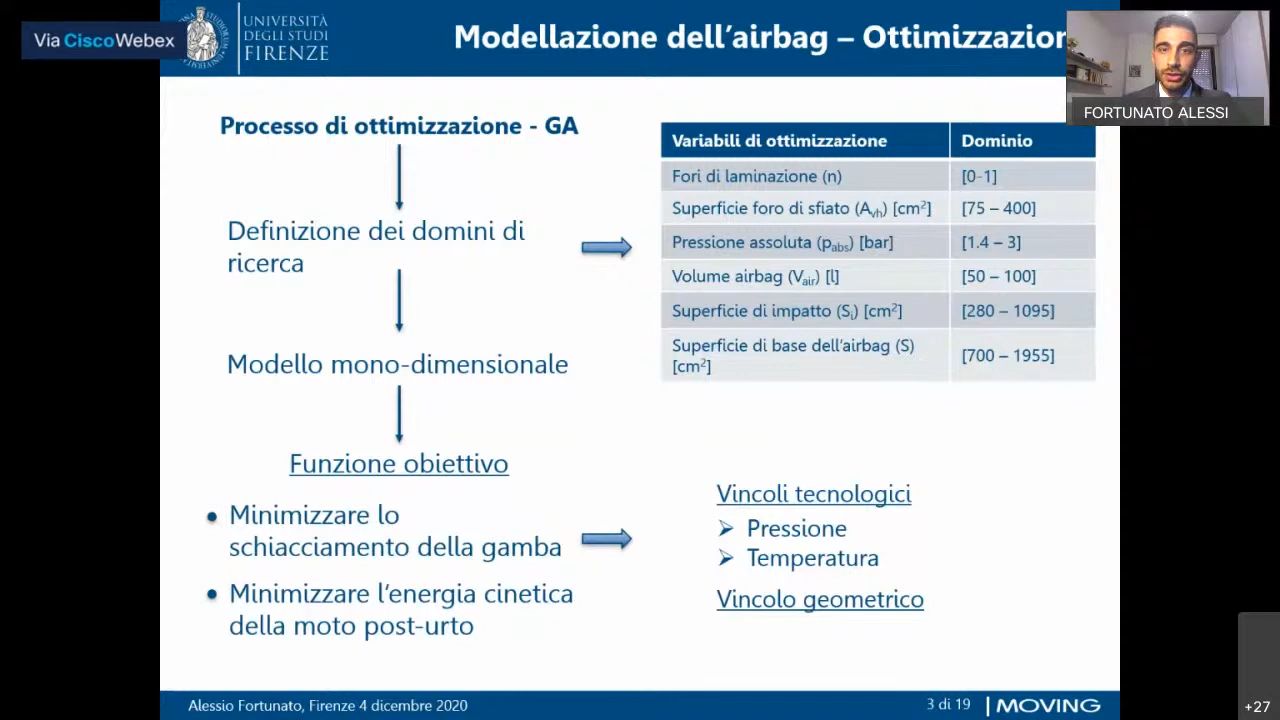 Via CiscoWebex
UNIVERSITÀ
DEGLI STUDI
FIRENZE
Modellazione dell'airbag – Ottimizzazion
FORTUNATO ALESSI
Processo di ottimizzazione - GA
Definizione dei domini di
ricerca
Modello mono-dimensionale
Funzione obiettivo
• Minimizzare lo
schiacciamento della gamba
• Minimizzare l'energia cinetica
della moto post-urto
Variabili di ottimizzazione Dominio
Fori di laminazione (n) [0-1]
Superficie foro di sfiato (Avh) [cm²] [75 – 400]
Pressione assoluta (pabs) [bar] [1.4 – 3]
Volume airbag (Vair) [l] [50 – 100]
Superficie di impatto (Si) [cm²] [280 – 1095]
Superficie di base dell'airbag (S)
[cm²] [700 – 1955]
Vincoli tecnologici
➢ Pressione
➢ Temperatura
Vincolo geometrico
Alessio Fortunato, Firenze 4 dicembre 2020
3 di 19 | MOVING
+27